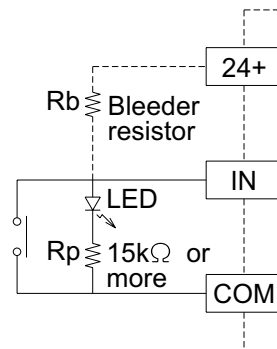 24+
Rb Bleeder
resistor
IN
LED
Rp 15kΩ or
more
COM